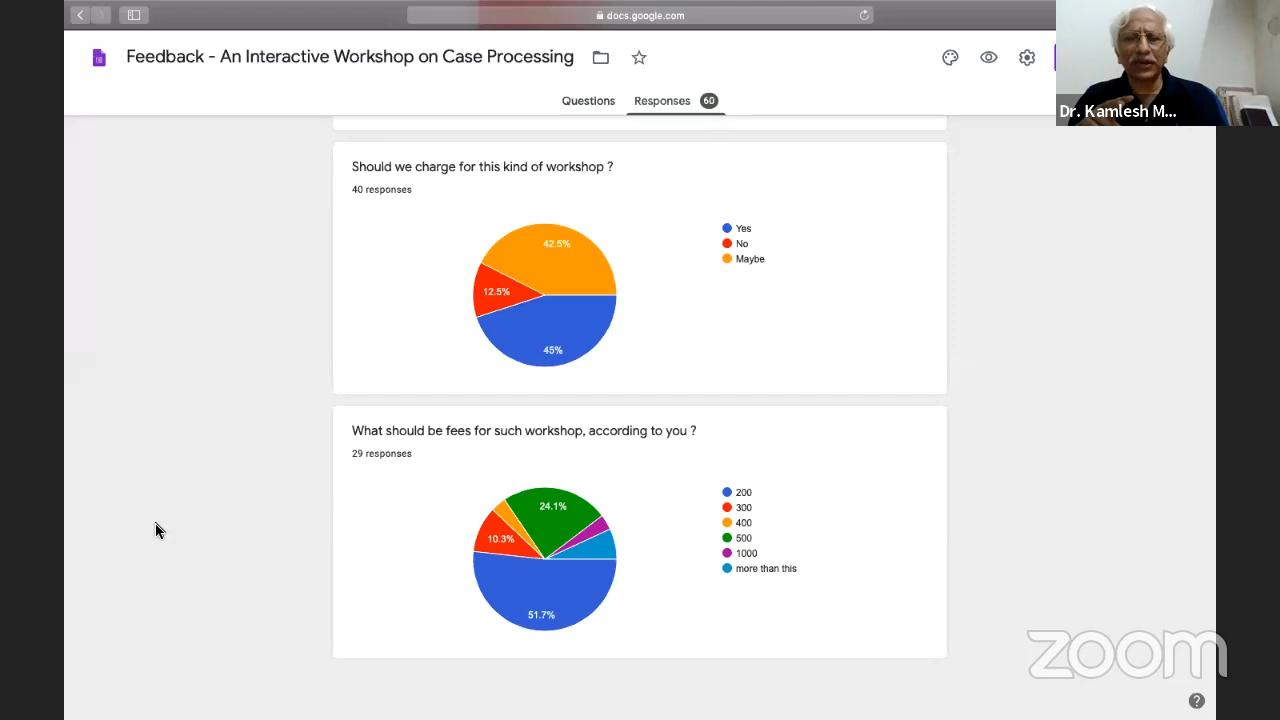 docs.google.com
Feedback - An Interactive Workshop on Case Processing
Questions
Responses 60
Dr. Kamlesh M...
Should we charge for this kind of workshop ?
40 responses
42.5%
12.5%
45%
Yes
No
Maybe
What should be fees for such workshop, according to you ?
29 responses
24.1%
10.3%
51.7%
200
300
400
500
1000
more than this
zoom
?